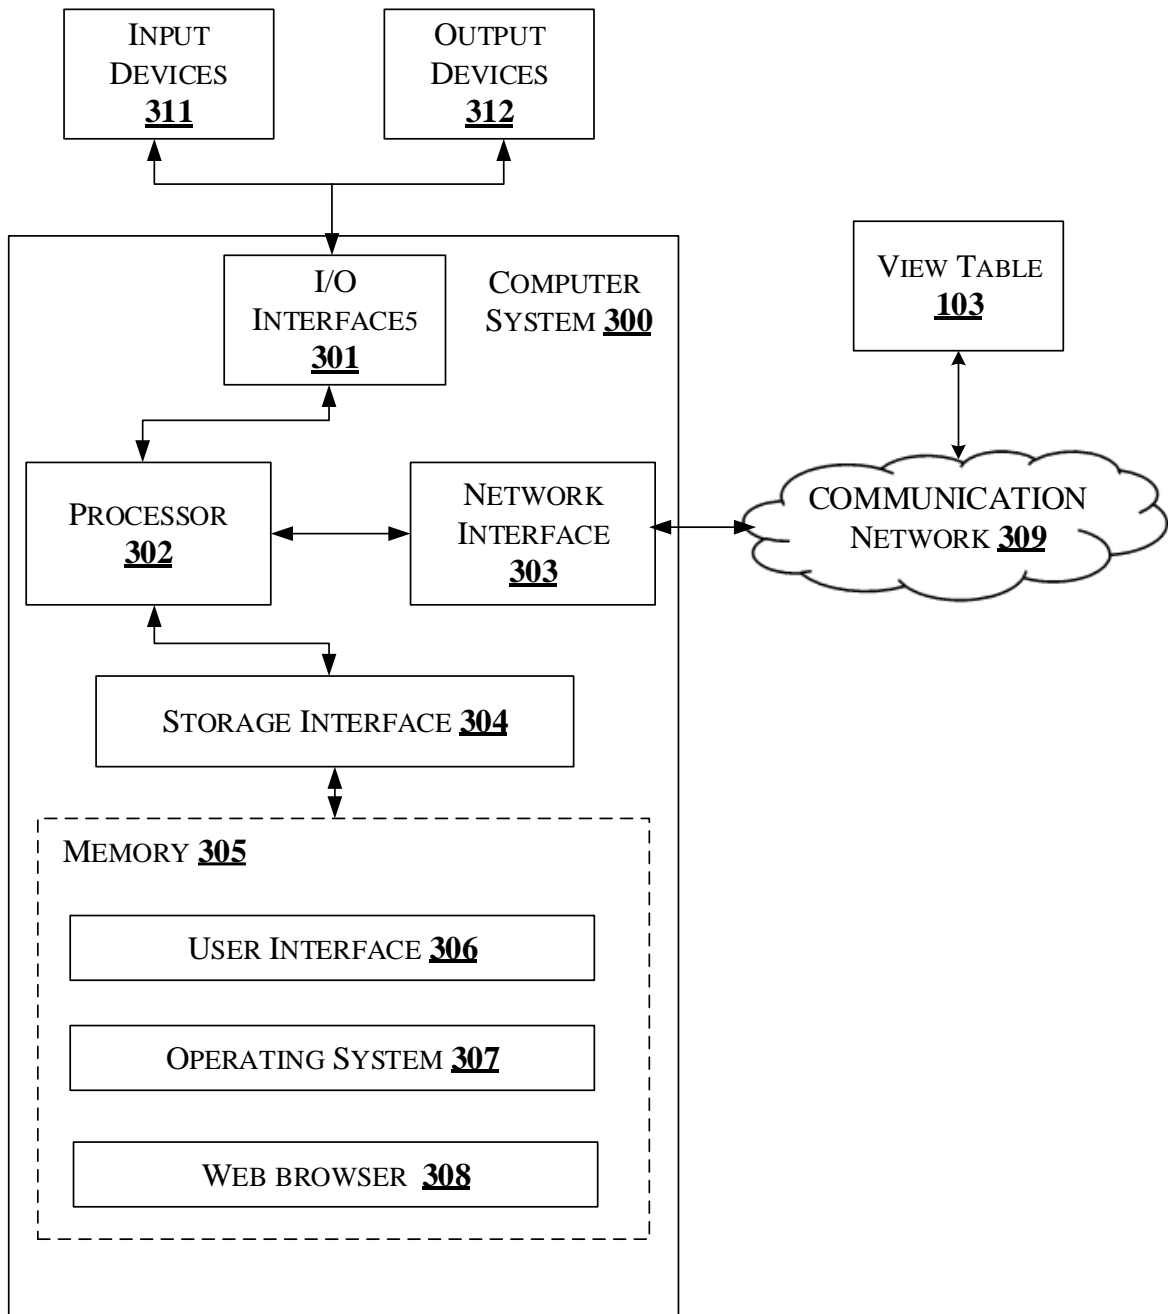 INPUT
DEVICES
311
OUTPUT
DEVICES
312
I/O
INTERFACE5
301
COMPUTER
SYSTEM 300
VIEW TABLE
103
PROCESSOR
302
NETWORK
INTERFACE
303
COMMUNICATION
NETWORK 309
STORAGE INTERFACE 304
MEMORY 305
USER INTERFACE 306
OPERATING SYSTEM 307
WEB BROWSER 308